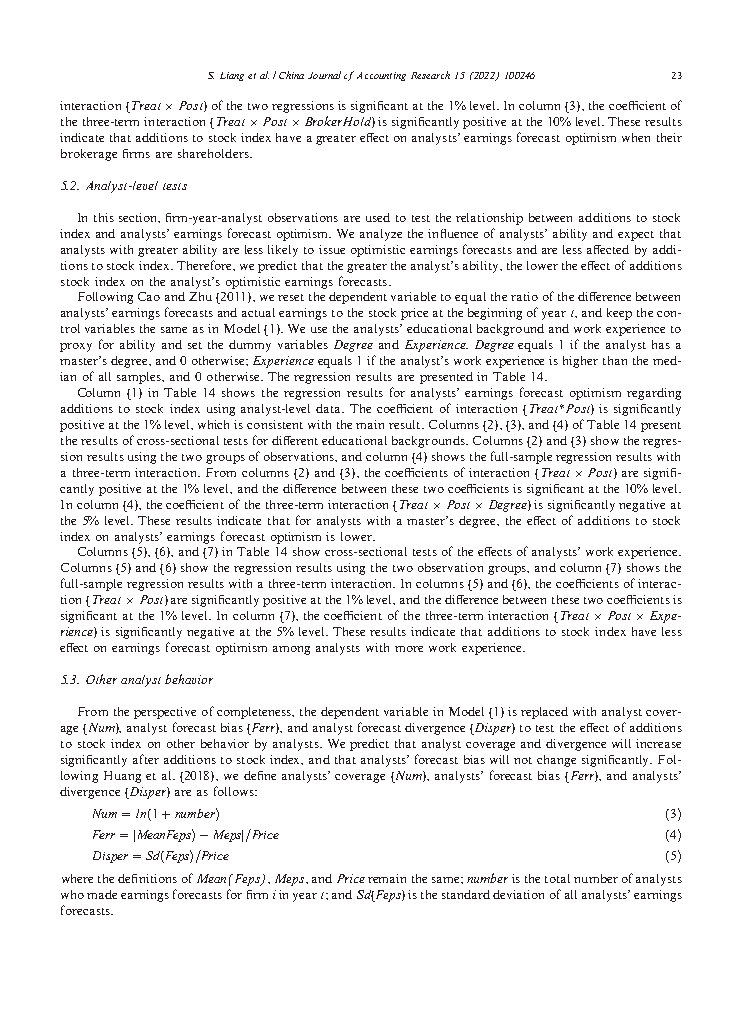 S. Liang et al. / China Journal of Accounting Research 15 (2022) 100246 23
interaction (Treat × Post) of the two regressions is significant at the 1% level. In column (3), the coefficient of
the three-term interaction (Treat × Post × BrokerHold) is significantly positive at the 10% level. These results
indicate that additions to stock index have a greater effect on analysts' earnings forecast optimism when their
brokerage firms are shareholders.
5.2. Analyst-level tests
In this section, firm-year-analyst observations are used to test the relationship between additions to stock
index and analysts' earnings forecast optimism. We analyze the influence of analysts' ability and expect that
analysts with greater ability are less likely to issue optimistic earnings forecasts and are less affected by addi-
tions to stock index. Therefore, we predict that the greater the analyst's ability, the lower the effect of additions
stock index on the analyst's optimistic earnings forecasts.
Following Cao and Zhu (2011), we reset the dependent variable to equal the ratio of the difference between
analysts' earnings forecasts and actual earnings to the stock price at the beginning of year t, and keep the con-
trol variables the same as in Model (1). We use the analysts' educational background and work experience to
proxy for ability and set the dummy variables Degree and Experience. Degree equals 1 if the analyst has a
master's degree, and 0 otherwise; Experience equals 1 if the analyst's work experience is higher than the med-
ian of all samples, and 0 otherwise. The regression results are presented in Table 14.
Column (1) in Table 14 shows the regression results for analysts' earnings forecast optimism regarding
additions to stock index using analyst-level data. The coefficient of interaction (Treat*Post) is significantly
positive at the 1% level, which is consistent with the main result. Columns (2), (3), and (4) of Table 14 present
the results of cross-sectional tests for different educational backgrounds. Columns (2) and (3) show the regres-
sion results using the two groups of observations, and column (4) shows the full-sample regression results with
a three-term interaction. From columns (2) and (3), the coefficients of interaction (Treat × Post) are signifi-
cantly positive at the 1% level, and the difference between these two coefficients is significant at the 10% level.
In column (4), the coefficient of the three-term interaction (Treat × Post × Degree) is significantly negative at
the 5% level. These results indicate that for analysts with a master's degree, the effect of additions to stock
index on analysts' earnings forecast optimism is lower.
Columns (5), (6), and (7) in Table 14 show cross-sectional tests of the effects of analysts' work experience.
Columns (5) and (6) show the regression results using the two observation groups, and column (7) shows the
full-sample regression results with a three-term interaction. In columns (5) and (6), the coefficients of interac-
tion (Treat × Post) are significantly positive at the 1% level, and the difference between these two coefficients is
significant at the 1% level. In column (7), the coefficient of the three-term interaction (Treat × Post × Expe-
rience) is significantly negative at the 5% level. These results indicate that additions to stock index have less
effect on earnings forecast optimism among analysts with more work experience.
5.3. Other analyst behavior
From the perspective of completeness, the dependent variable in Model (1) is replaced with analyst cover-
age (Num), analyst forecast bias (Ferr), and analyst forecast divergence (Disper) to test the effect of additions
to stock index on other behavior by analysts. We predict that analyst coverage and divergence will increase
significantly after additions to stock index, and that analysts' forecast bias will not change significantly. Fol-
lowing Huang et al. (2018), we define analysts' coverage (Num), analysts' forecast bias (Ferr), and analysts'
divergence (Disper) are as follows:
Num = ln(1 + number) (3)
Ferr = |MeanFeps) − Meps|/Price (4)
Disper = Sd(Feps)/Price (5)
where the definitions of Mean(Feps), Meps, and Price remain the same; number is the total number of analysts
who made earnings forecasts for firm i in year t; and Sd(Feps) is the standard deviation of all analysts' earnings
forecasts.